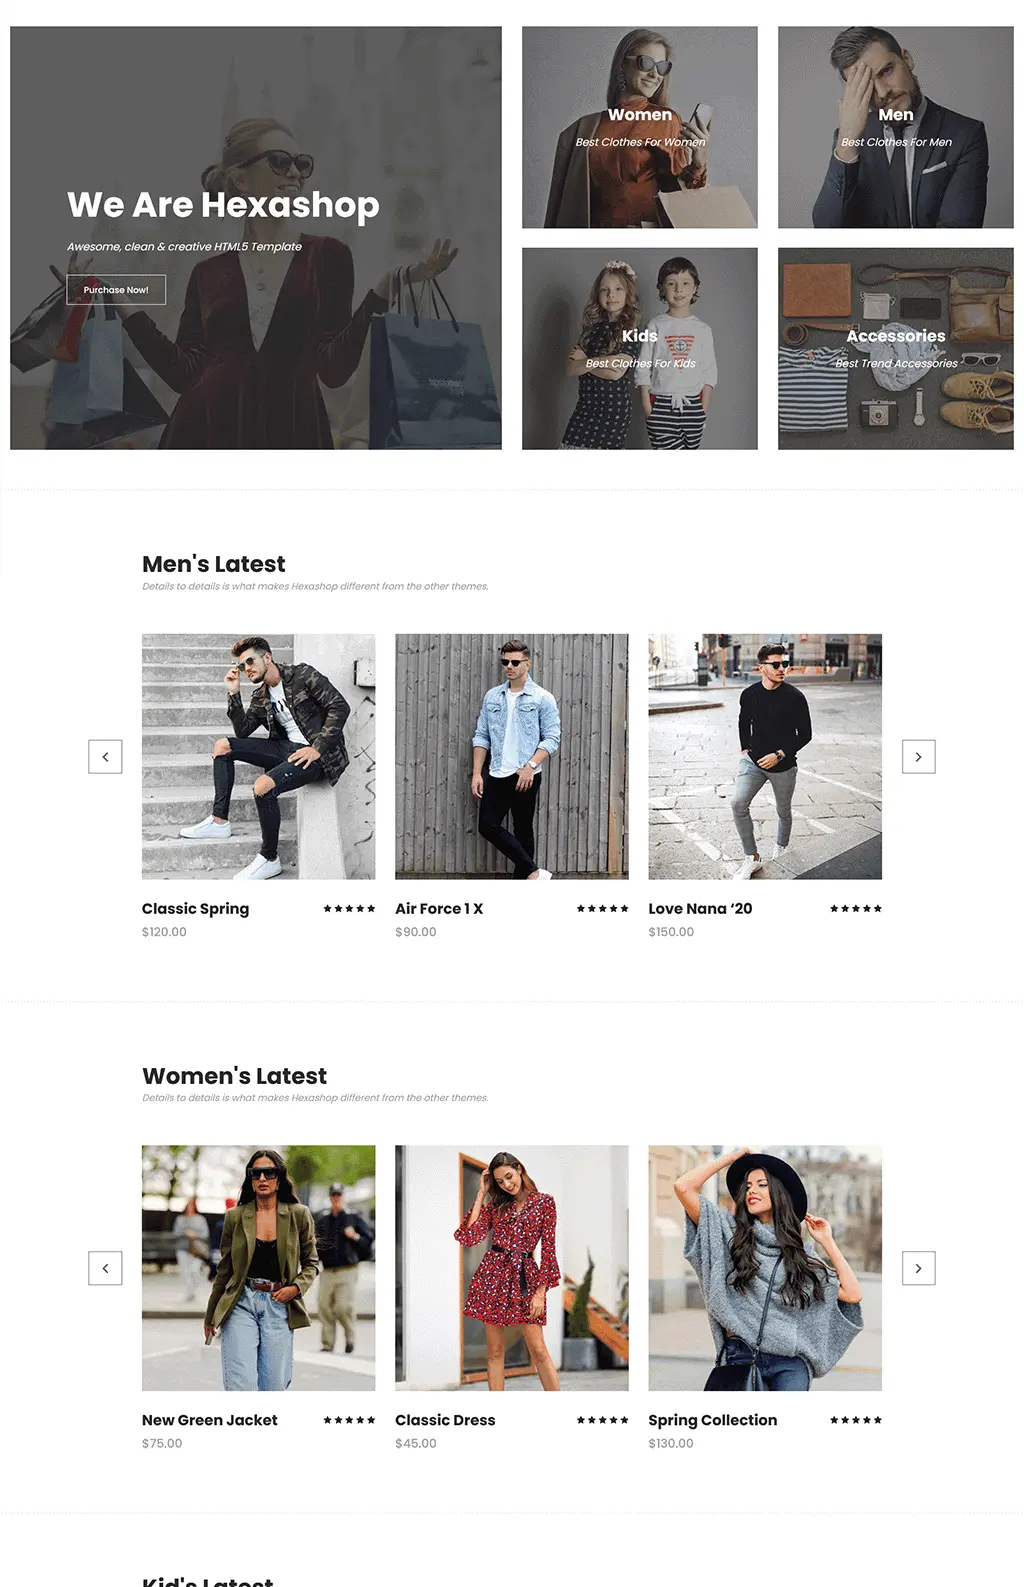 We Are Hexashop
Awesome, clean & creative HTML5 Template
Purchase Now!
Women
Best Clothes For Women
Men
Best Clothes For Men
Kids
Best Clothes For Kids
Accessories
Best Trend Accessories
Men's Latest
Details to details is what makes Hexashop different from the other themes.
Classic Spring
$120.00
Air Force 1 X
$90.00
Love Nana ‘20
$150.00
Women's Latest
Details to details is what makes Hexashop different from the other themes.
New Green Jacket
$75.00
Classic Dress
$45.00
Spring Collection
$130.00
Kid's Latest